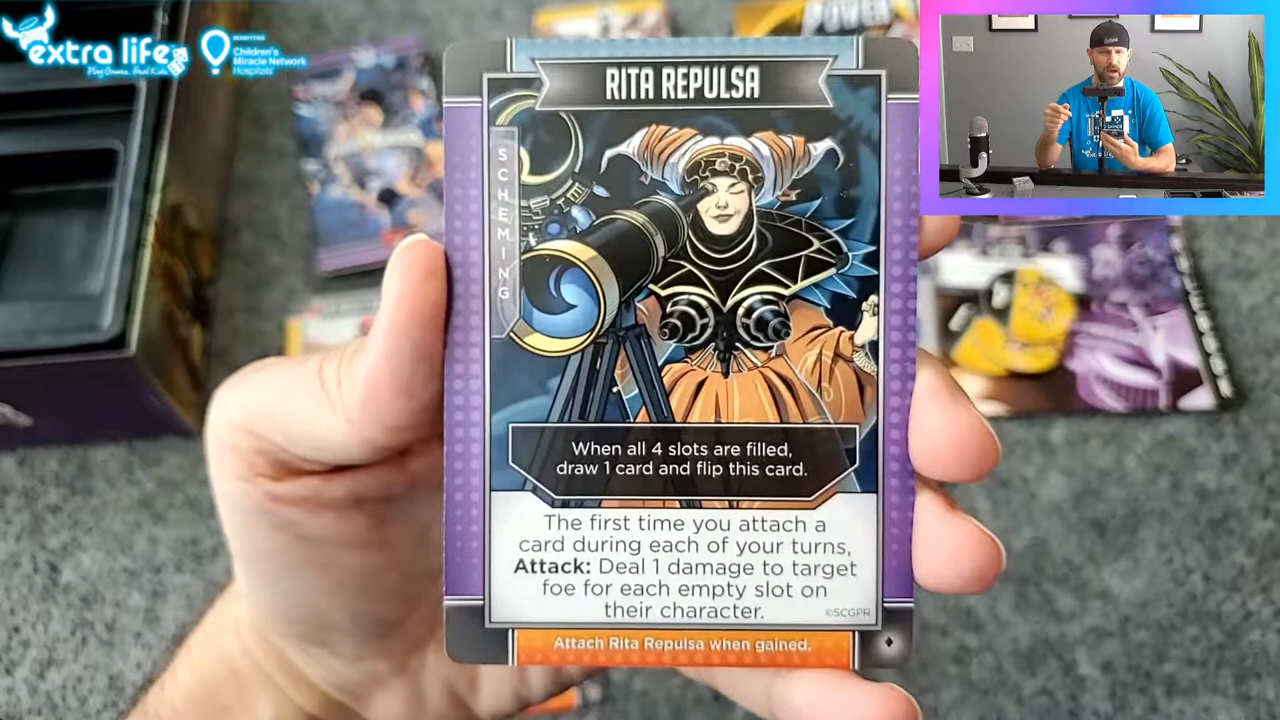 extra life
Play Games. Heal Kids.
BENEFITTING
Children's
Miracle Network
Hospitals
POWER
RITA REPULSA
SCHEMING
When all 4 slots are filled,
draw 1 card and flip this card.
The first time you attach a
card during each of your turns,
Attack: Deal 1 damage to target
foe for each empty slot on
their character.
©SCGPR
Attach Rita Repulsa when gained.